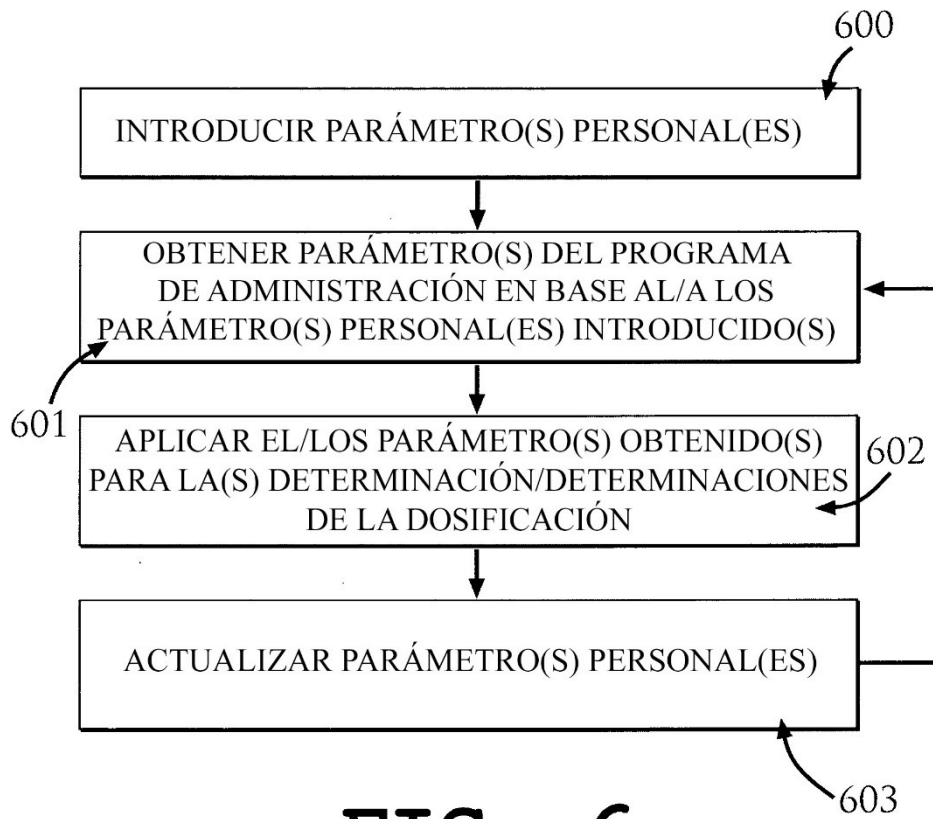 600
INTRODUCIR PARÁMETRO(S) PERSONAL(ES)
OBTENER PARÁMETRO(S) DEL PROGRAMA
DE ADMINISTRACIÓN EN BASE AL/A LOS
PARÁMETRO(S) PERSONAL(ES) INTRODUCIDO(S)
601
APLICAR EL/LOS PARÁMETRO(S) OBTENIDO(S)
PARA LA(S) DETERMINACIÓN/DETERMINACIONES
DE LA DOSIFICACIÓN
602
ACTUALIZAR PARÁMETRO(S) PERSONAL(ES)
603